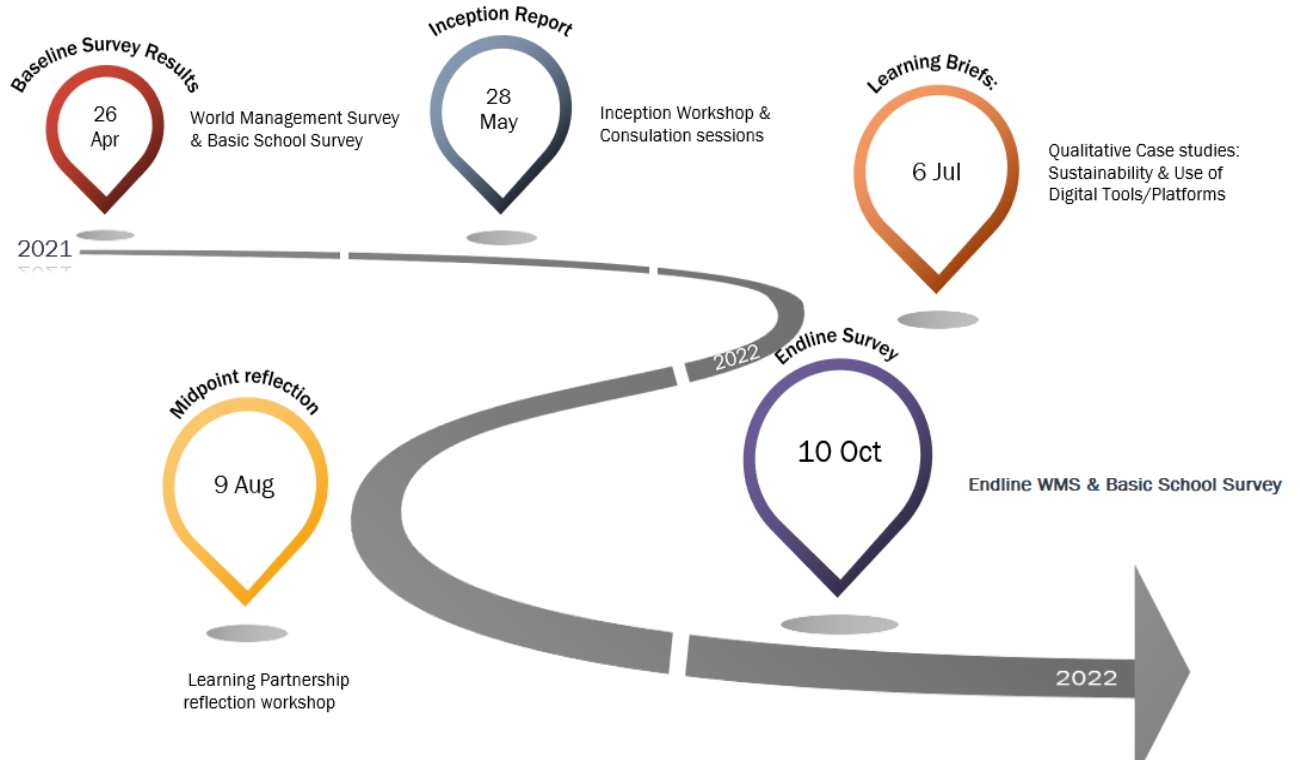 Baseline Survey Results
26
Apr
World Management Survey
& Basic School Survey
Inception Report
28
May
Inception Workshop &
Consulation sessions
Learning Briefs:
6 Jul
Qualitative Case studies:
Sustainability & Use of
Digital Tools/Platforms
2021
2022
Midpoint reflection
9 Aug
Learning Partnership
reflection workshop
Endline Survey
10 Oct
Endline WMS & Basic School Survey
2022